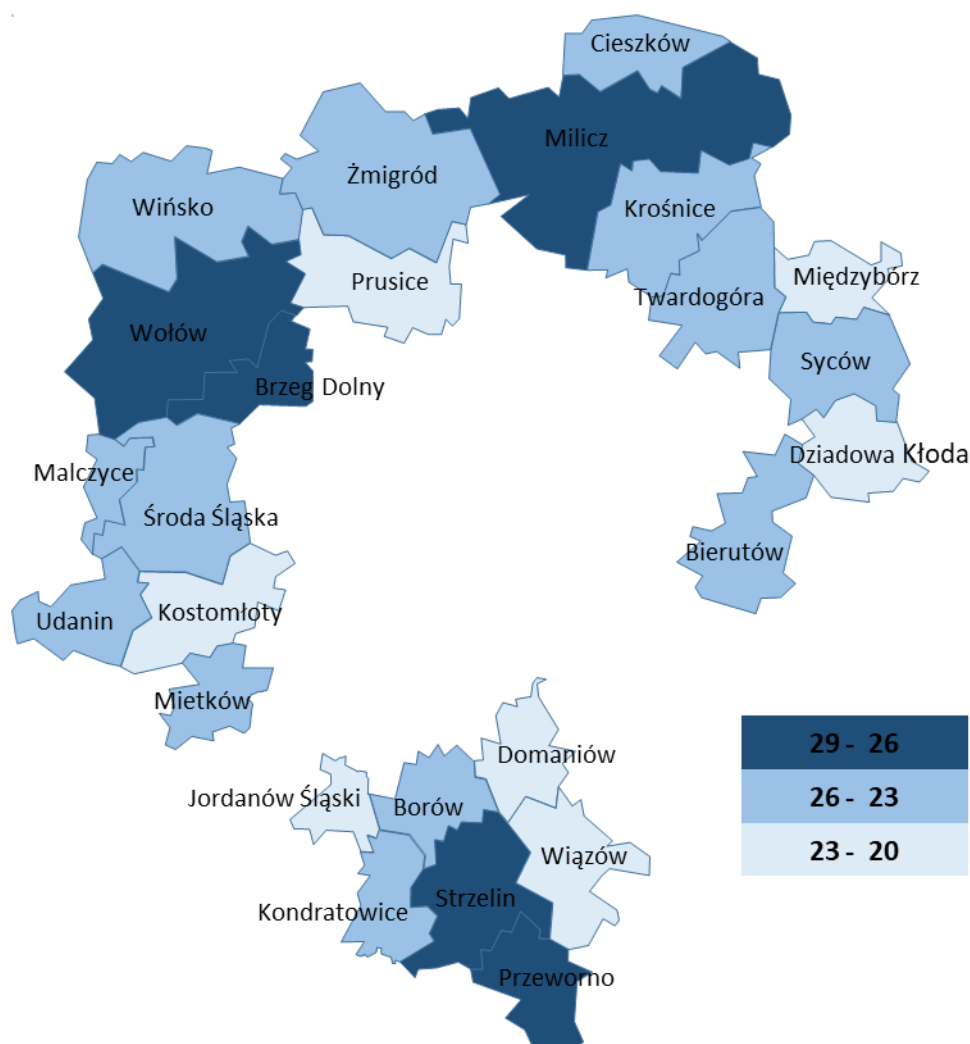 Cieszków
Milicz
Żmigród
Wińsko
Krośnice
Prusice
Międzybórz
Twardogóra
Wołów
Syców
Brzeg Dolny
Malczyce
Dziadowa Kłoda
Środa Śląska
Bierutów
Udanin
Kostomłoty
Mietków
Domaniów
Jordanów Śląski
Borów
Wiązów
Strzelin
Kondratowice
Przeworno
29 - 26
26 - 23
23 - 20